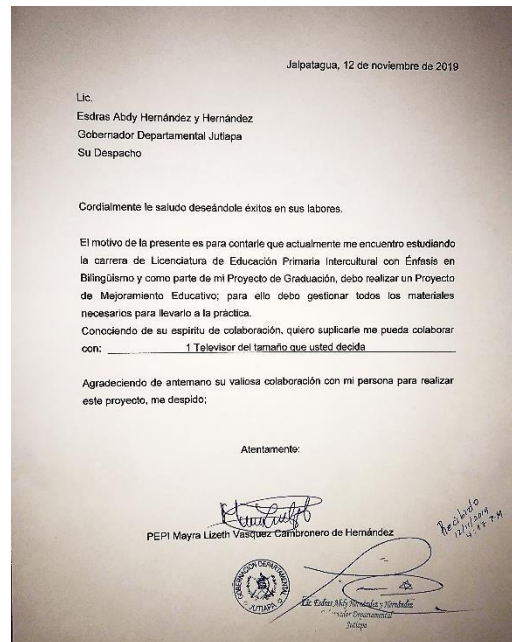 Jalpatagua, 12 de noviembre de 2019
Lic.
Esdras Abdy Hernández y Hernández
Gobernador Departamental Jutiapa
Su Despacho
Cordialmente le saludo deseándole éxitos en sus labores.
El motivo de la presente es para contarle que actualmente me encuentro estudiando
la carrera de Licenciatura de Educación Primaria Intercultural con Énfasis en
Bilingüismo y como parte de mi Proyecto de Graduación, debo realizar un Proyecto
de Mejoramiento Educativo; para ello debo gestionar todos los materiales
necesarios para llevarlo a la práctica.
Conociendo de su espíritu de colaboración, quiero suplicarle me pueda colaborar
con: 1 Televisor del tamaño que usted decida
Agradeciendo de antemano su valiosa colaboración con mi persona para realizar
este proyecto, me despido;
Atentamente:
PEPI Mayra Lizeth Vasquez Cambronero de Hernández
Recibido
12/11/2019
P.M
GOBERNACION DEPARTAMENTAL
JUTIAPA
Lic. Esdras Abdy Hernández y Hernández
Departamental
Jutiapa